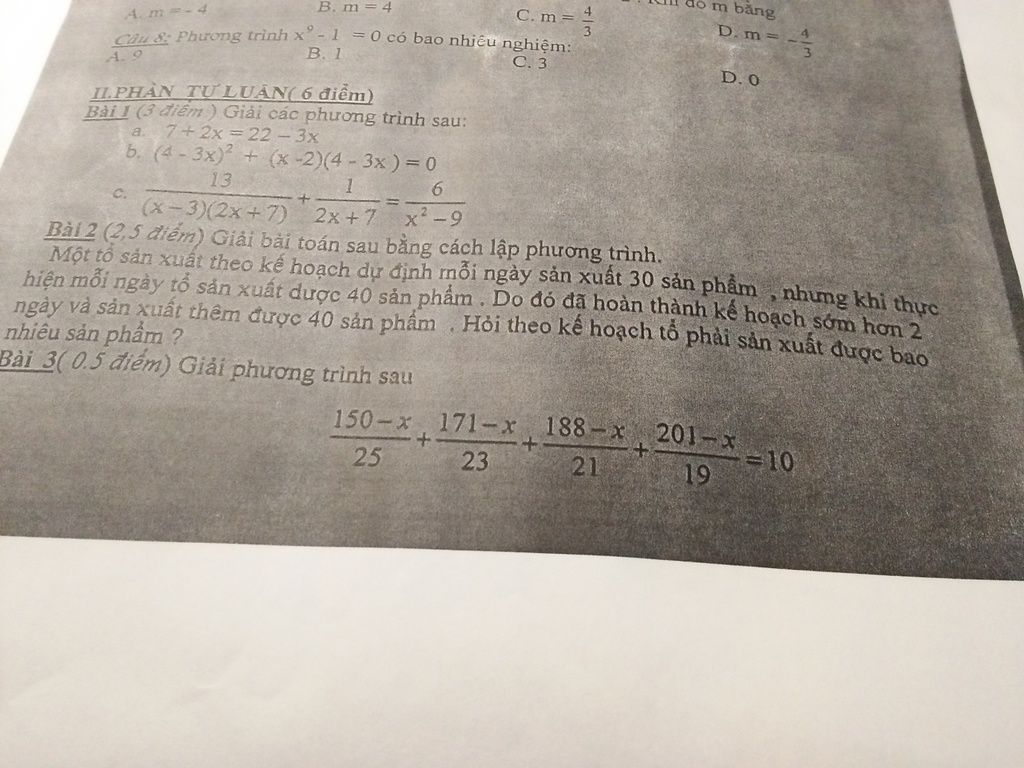 Khi đó m bằng
A. m = - 4 B. m = 4 C. m = 4/3 D. m = -4/3
Câu 8: Phương trình x⁹ - 1 = 0 có bao nhiêu nghiệm:
A. 9 B. 1 C. 3 D. 0
II.PHẦN TỰ LUẬN( 6 điểm)
Bài 1 (3 điểm ) Giải các phương trình sau:
a. 7 + 2x = 22 − 3x
b. (4 - 3x)² + (x -2)(4 - 3x ) = 0
c. 13/((x − 3)(2x + 7)) + 1/(2x + 7) = 6/(x² − 9)
Bài 2 (2,5 điểm) Giải bài toán sau bằng cách lập phương trình.
Một tổ sản xuất theo kế hoạch dự định mỗi ngày sản xuất 30 sản phẩm , nhưng khi thực
hiện mỗi ngày tổ sản xuất được 40 sản phẩm . Do đó đã hoàn thành kế hoạch sớm hơn 2
ngày và sản xuất thêm được 40 sản phẩm . Hỏi theo kế hoạch tổ phải sản xuất được bao
nhiêu sản phẩm ?
Bài 3( 0.5 điểm) Giải phương trình sau
(150 − x)/25 + (171 − x)/23 + (188 − x)/21 + (201 − x)/19 = 10